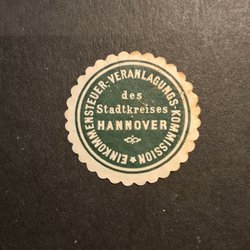 EINKOMMENSTEUER-VERANLAGUNGS-KOMMISSION
des
Stadtkreises
HANNOVER